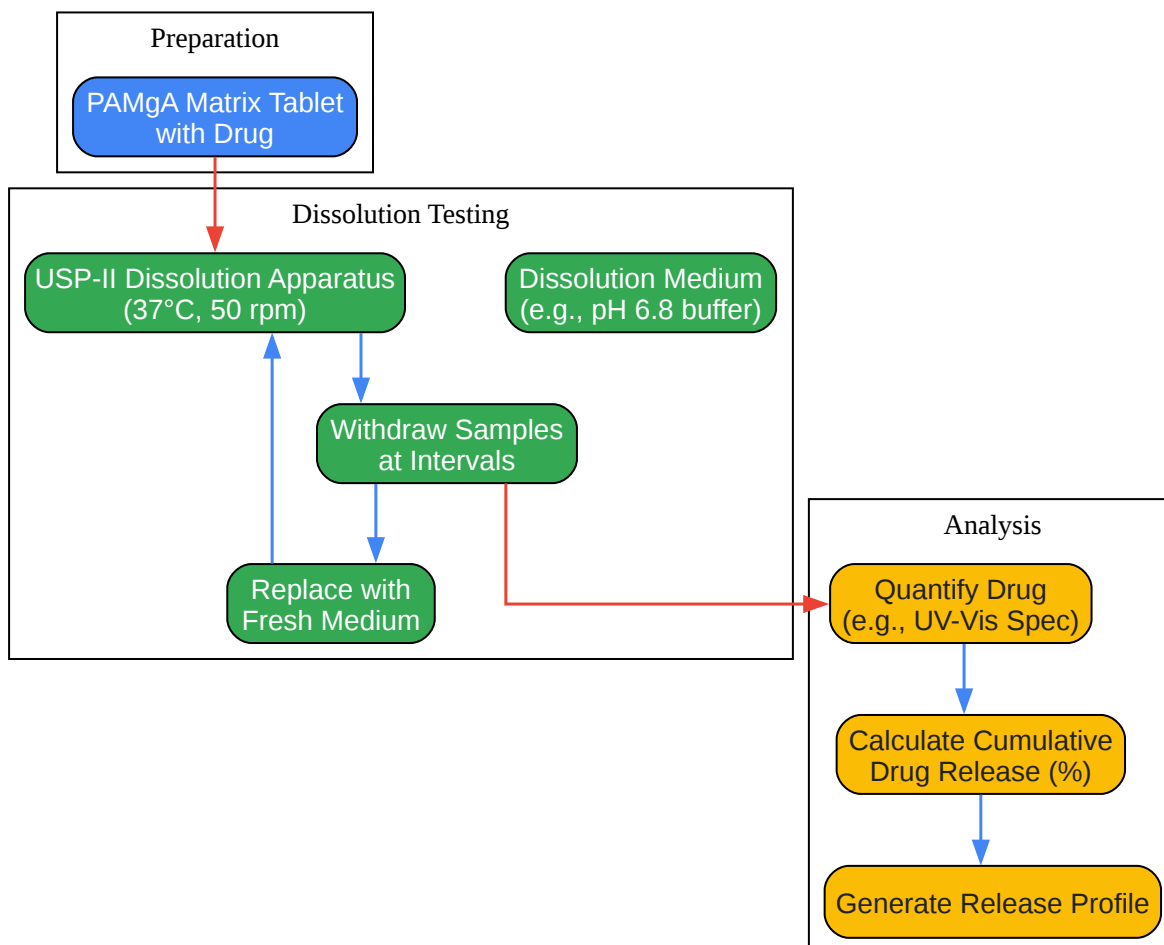 Preparation
PAMgA Matrix Tablet
with Drug
Dissolution Testing
USP-II Dissolution Apparatus
(37°C, 50 rpm)
Dissolution Medium
(e.g., pH 6.8 buffer)
Withdraw Samples
at Intervals
Replace with
Fresh Medium
Analysis
Quantify Drug
(e.g., UV-Vis Spec)
Calculate Cumulative
Drug Release (%)
Generate Release Profile